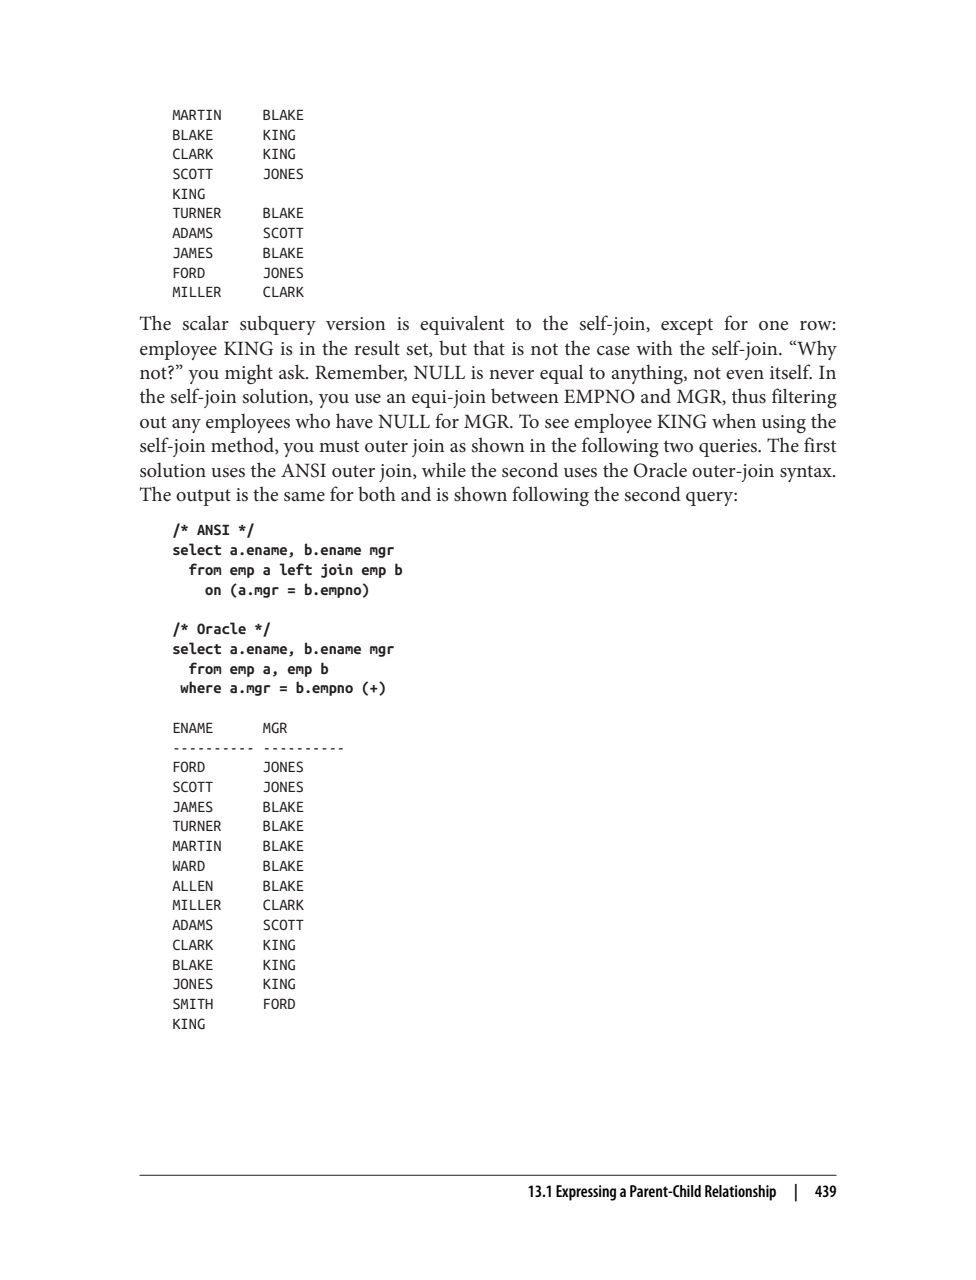 MARTIN     BLAKE
BLAKE      KING
CLARK      KING
SCOTT      JONES
KING
TURNER     BLAKE
ADAMS      SCOTT
JAMES      BLAKE
FORD       JONES
MILLER     CLARK
The scalar subquery version is equivalent to the self-join, except for one row:
employee KING is in the result set, but that is not the case with the self-join. “Why
not?” you might ask. Remember, NULL is never equal to anything, not even itself. In
the self-join solution, you use an equi-join between EMPNO and MGR, thus filtering
out any employees who have NULL for MGR. To see employee KING when using the
self-join method, you must outer join as shown in the following two queries. The first
solution uses the ANSI outer join, while the second uses the Oracle outer-join syntax.
The output is the same for both and is shown following the second query:
/* ANSI */
select a.ename, b.ename mgr
  from emp a left join emp b
    on (a.mgr = b.empno)
/* Oracle */
select a.ename, b.ename mgr
  from emp a, emp b
 where a.mgr = b.empno (+)
ENAME      MGR
---------- ----------
FORD       JONES
SCOTT      JONES
JAMES      BLAKE
TURNER     BLAKE
MARTIN     BLAKE
WARD       BLAKE
ALLEN      BLAKE
MILLER     CLARK
ADAMS      SCOTT
CLARK      KING
BLAKE      KING
JONES      KING
SMITH      FORD
KING
13.1 Expressing a Parent-Child Relationship | 439